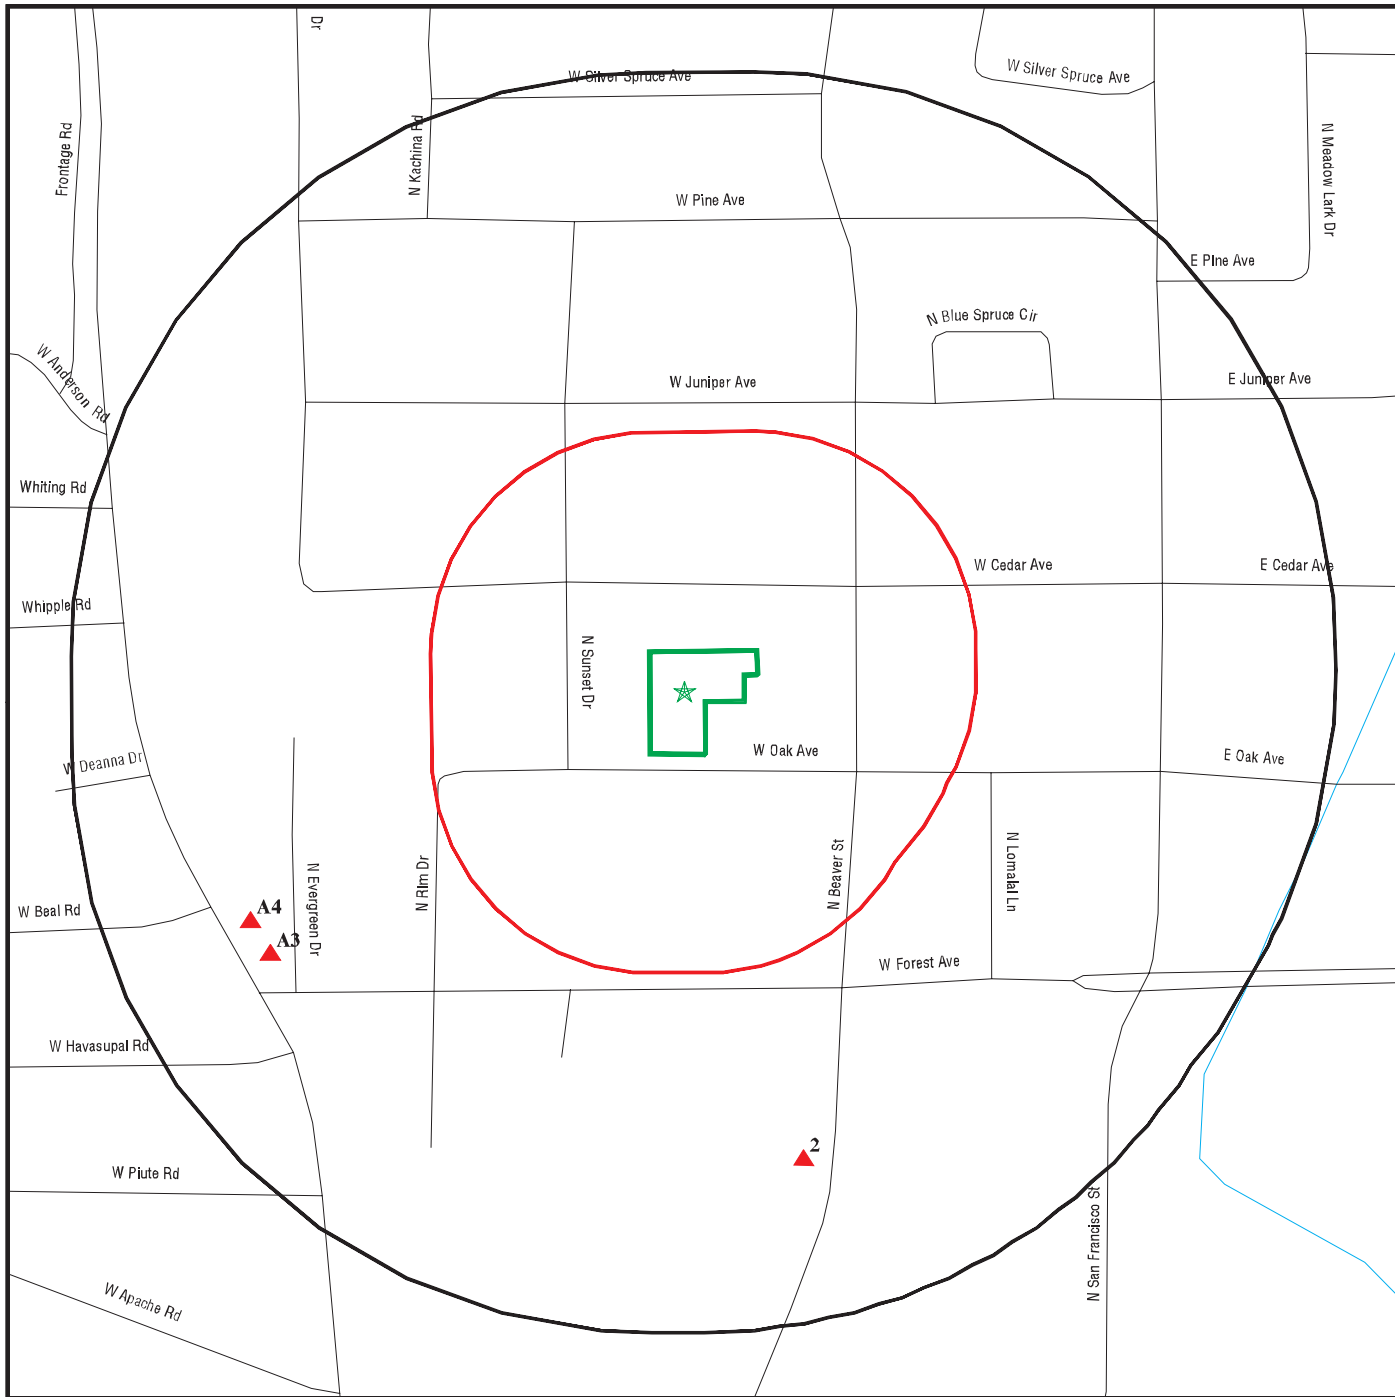 Dr
W Silver Spruce Ave
W Silver Spruce Ave
Frontage Rd
N Kachina Rd
N Meadow Lark Dr
W Pine Ave
E Pine Ave
N Blue Spruce Cir
W Anderson Rd
W Juniper Ave
E Juniper Ave
Whiting Rd
W Cedar Ave
E Cedar Ave
Whipple Rd
N Sunset Dr
W Oak Ave
E Oak Ave
W Deanna Dr
N Evergreen Dr
N Rim Dr
N Beaver St
N Lomalai Ln
W Beal Rd
A4
A3
W Forest Ave
W Havasupai Rd
2
W Piute Rd
N San Francisco St
W Apache Rd